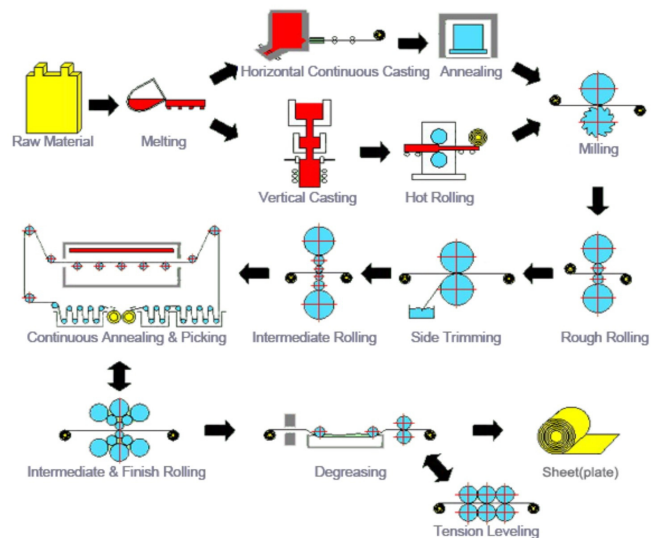 Horizontal Continuous Casting
Annealing
Raw Material
Melting
Milling
Vertical Casting
Hot Rolling
Continuous Annealing & Picking
Intermediate Rolling
Side Trimming
Rough Rolling
Intermediate & Finish Rolling
Degreasing
Sheet(plate)
Tension Leveling